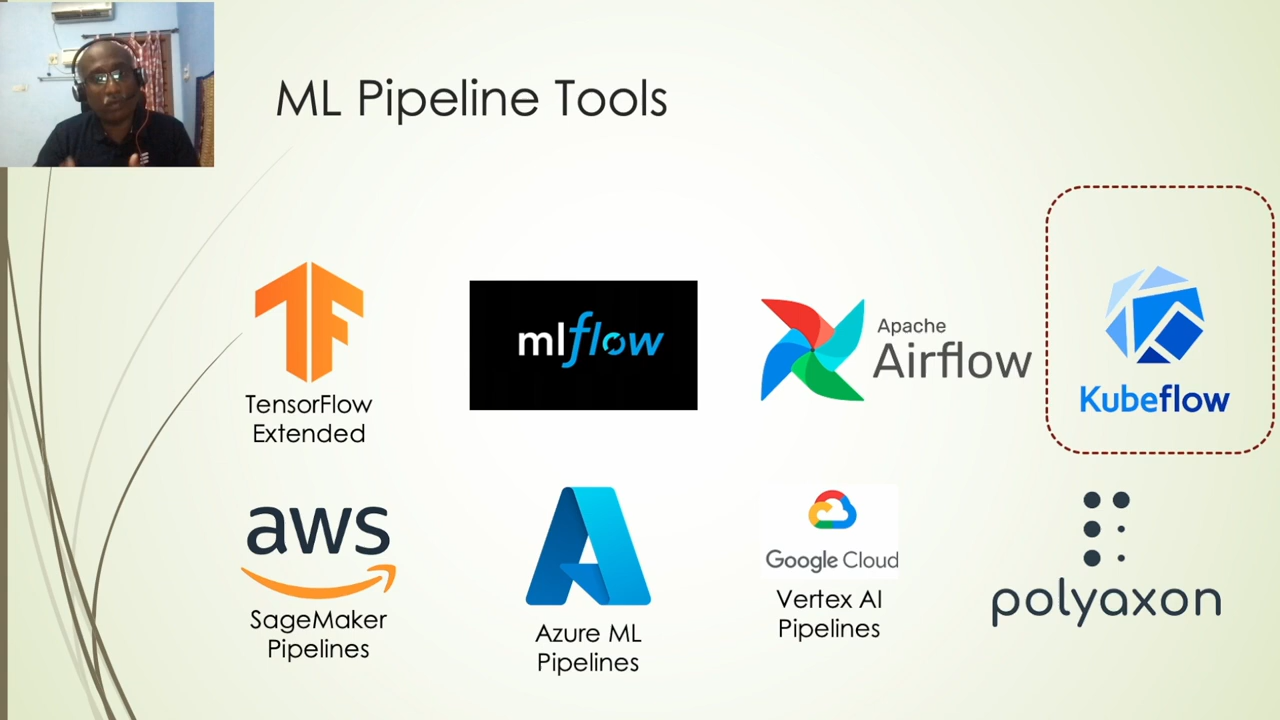 ML Pipeline Tools
TensorFlow
Extended
mlflow
Apache
Airflow
Kubeflow
aws
SageMaker
Pipelines
Azure ML
Pipelines
Google Cloud
Vertex AI
Pipelines
polyaxon